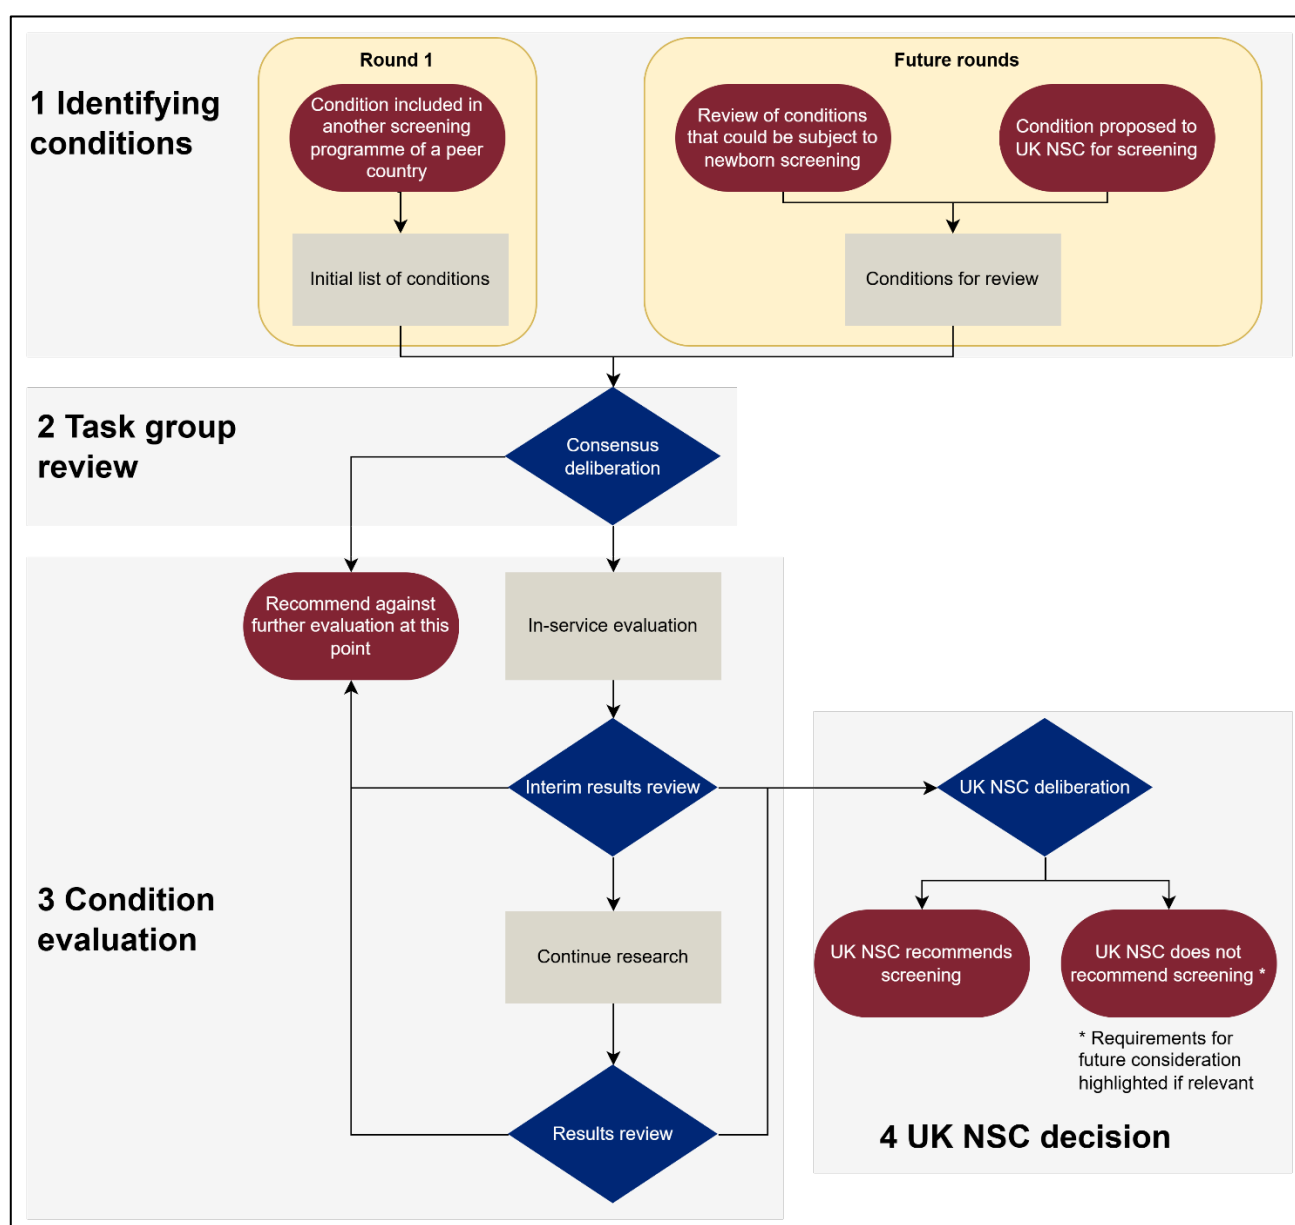 1 Identifying
conditions
Round 1
Condition included in
another screening
programme of a peer
country
Initial list of conditions
Future rounds
Review of conditions
that could be subject to
newborn screening
Condition proposed to
UK NSC for screening
Conditions for review
2 Task group
review
Consensus
deliberation
3 Condition
evaluation
Recommend against
further evaluation at this
point
In-service evaluation
Interim results review
Continue research
Results review
UK NSC deliberation
UK NSC recommends
screening
UK NSC does not
recommend screening *
* Requirements for
future consideration
highlighted if relevant
4 UK NSC decision